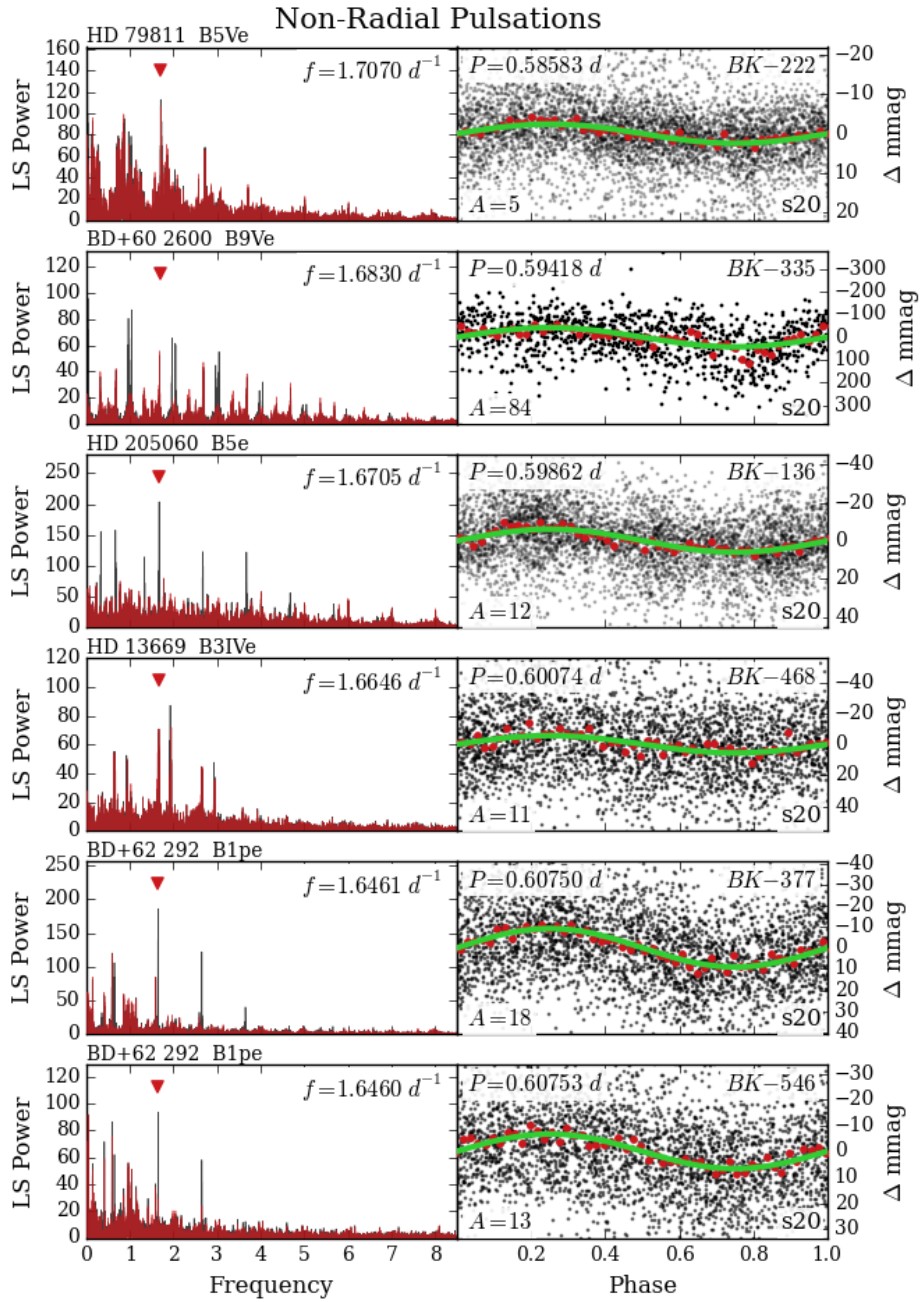 Non-Radial Pulsations
HD 79811 B5Ve
160
140
120
100
80
60
40
20
0
LS Power
f=1.7070 d⁻¹
P=0.58583 d
BK−222
A=5
s20
−20
−10
0
10
20
Δ mmag
BD+60 2600 B9Ve
120
100
80
60
40
20
0
LS Power
f=1.6830 d⁻¹
P=0.59418 d
BK−335
A=84
s20
−300
−200
−100
0
100
200
300
Δ mmag
HD 205060 B5e
250
200
150
100
50
0
LS Power
f=1.6705 d⁻¹
P=0.59862 d
BK−136
A=12
s20
−40
−20
0
20
40
Δ mmag
HD 13669 B3IVe
120
100
80
60
40
20
0
LS Power
f=1.6646 d⁻¹
P=0.60074 d
BK−468
A=11
s20
−40
−20
0
20
40
Δ mmag
BD+62 292 B1pe
250
200
150
100
50
0
LS Power
f=1.6461 d⁻¹
P=0.60750 d
BK−377
A=18
s20
−40
−30
−20
−10
0
10
20
30
40
Δ mmag
BD+62 292 B1pe
120
100
80
60
40
20
0
LS Power
f=1.6460 d⁻¹
P=0.60753 d
BK−546
A=13
s20
−30
−20
−10
0
10
20
30
Δ mmag
0 1 2 3 4 5 6 7 8
Frequency
0.2 0.4 0.6 0.8 1.0
Phase